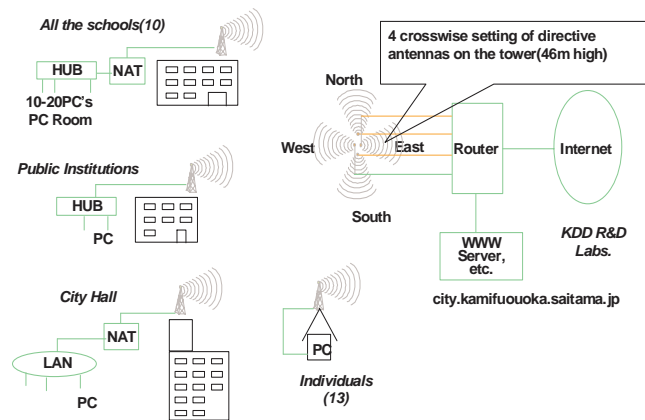 All the schools(10)
HUB
NAT
10-20PC's
PC Room
Public Institutions
HUB
PC
City Hall
NAT
LAN
PC
4 crosswise setting of directive
antennas on the tower(46m high)
North
West
East
South
Router
Internet
WWW
Server,
etc.
KDD R&D
Labs.
city.kamifuouoka.saitama.jp
PC
Individuals
(13)